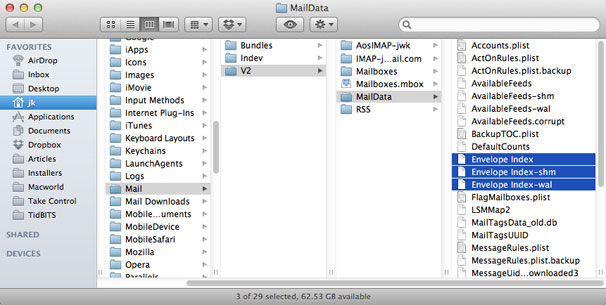 MailData
FAVORITES
AirDrop
Inbox
Desktop
jk
Applications
Documents
Dropbox
Articles
Installers
Macworld
Take Control
TidBITS
SHARED
DEVICES
Google
iApps
Icons
Images
iMovie
Input Methods
Internet Plug-Ins
iTunes
Keyboard Layouts
Keychains
LaunchAgents
Logs
Mail
Mail Downloads
Mobile...uments
MobileDevice
MobileSafari
Mozilla
Opera
Parallels
Bundles
Indev
V2
AosIMAP-jwk
IMAP-j...ail.com
Mailboxes
Mailboxes.mbox
MailData
RSS
Accounts.plist
ActOnRules.plist
ActOnRules.plist.backup
AvailableFeeds
AvailableFeeds-shm
AvailableFeeds-wal
AvailableFeeds.corrupt
BackupTOC.plist
DefaultCounts
Envelope Index
Envelope Index-shm
Envelope Index-wal
FlagMailboxes.plist
LSMMap2
MailTagsData_old.db
MailTagsUUID
MessageRules.plist
MessageRules.plist.backup
MessageUid...ownloaded3
3 of 29 selected, 62.53 GB available